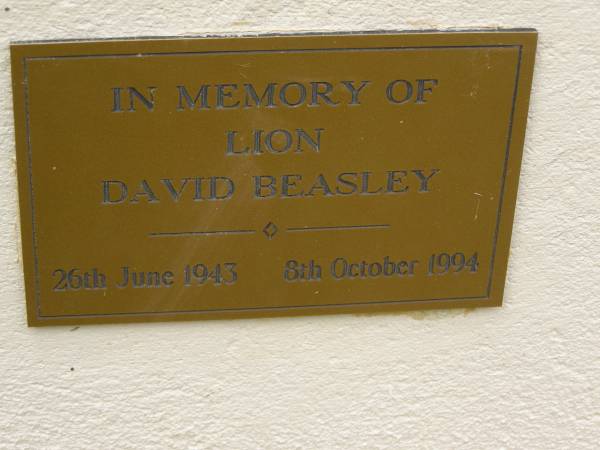 IN MEMORY OF
LION
DAVID BEASLEY
26th June 1943 8th October 1994